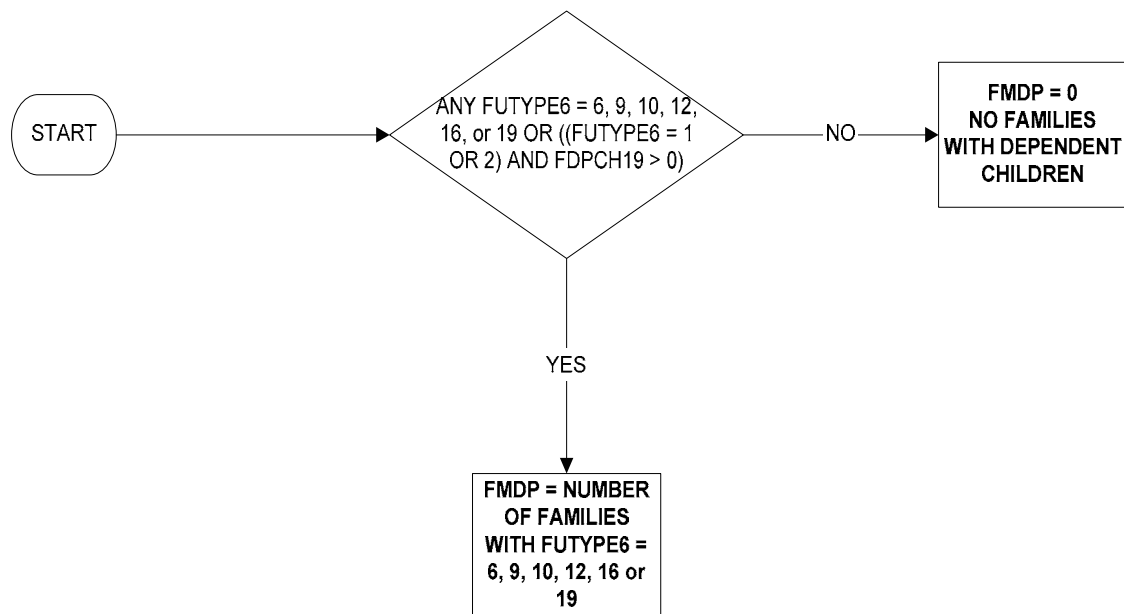 START
ANY FUTYPE6 = 6, 9, 10, 12,
16, or 19 OR ((FUTYPE6 = 1
OR 2) AND FDPCH19 > 0)
NO
FMDP = 0
NO FAMILIES
WITH DEPENDENT
CHILDREN
YES
FMDP = NUMBER
OF FAMILIES
WITH FUTYPE6 =
6, 9, 10, 12, 16 or
19